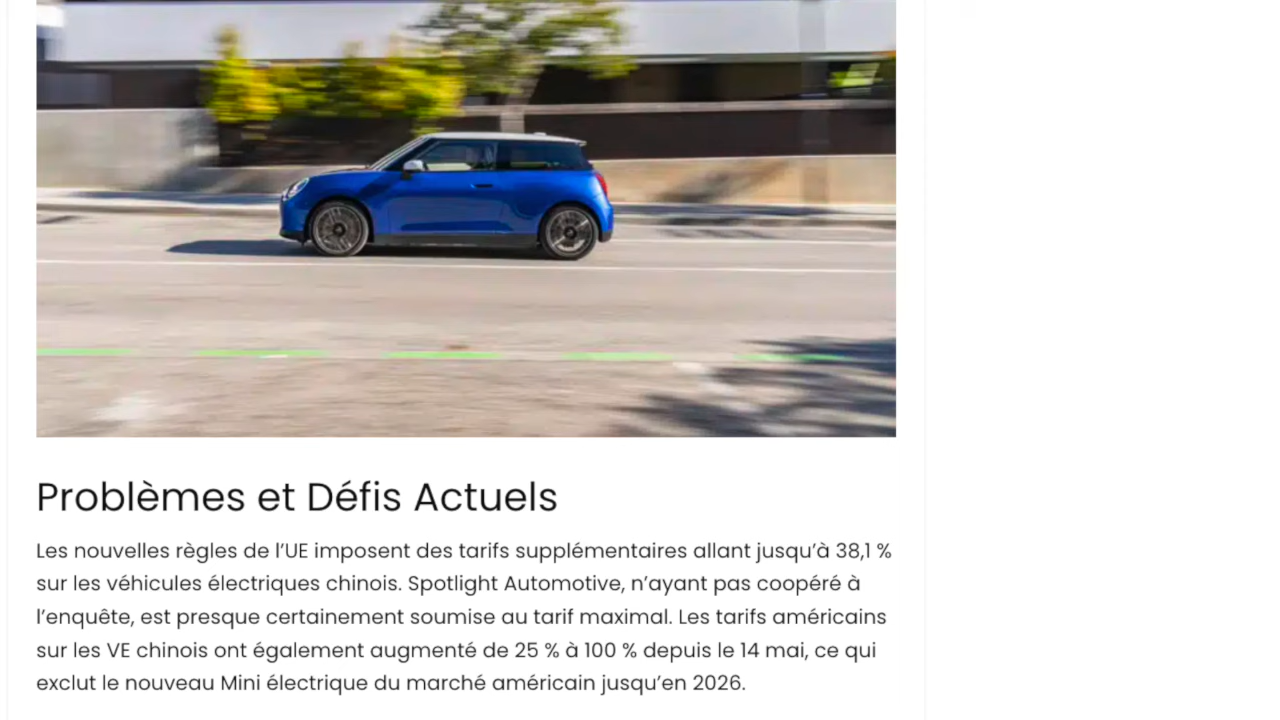 Problèmes et Défis Actuels
Les nouvelles règles de l’UE imposent des tarifs supplémentaires allant jusqu’à 38,1 %
sur les véhicules électriques chinois. Spotlight Automotive, n’ayant pas coopéré à
l’enquête, est presque certainement soumise au tarif maximal. Les tarifs américains
sur les VE chinois ont également augmenté de 25 % à 100 % depuis le 14 mai, ce qui
exclut le nouveau Mini électrique du marché américain jusqu’en 2026.